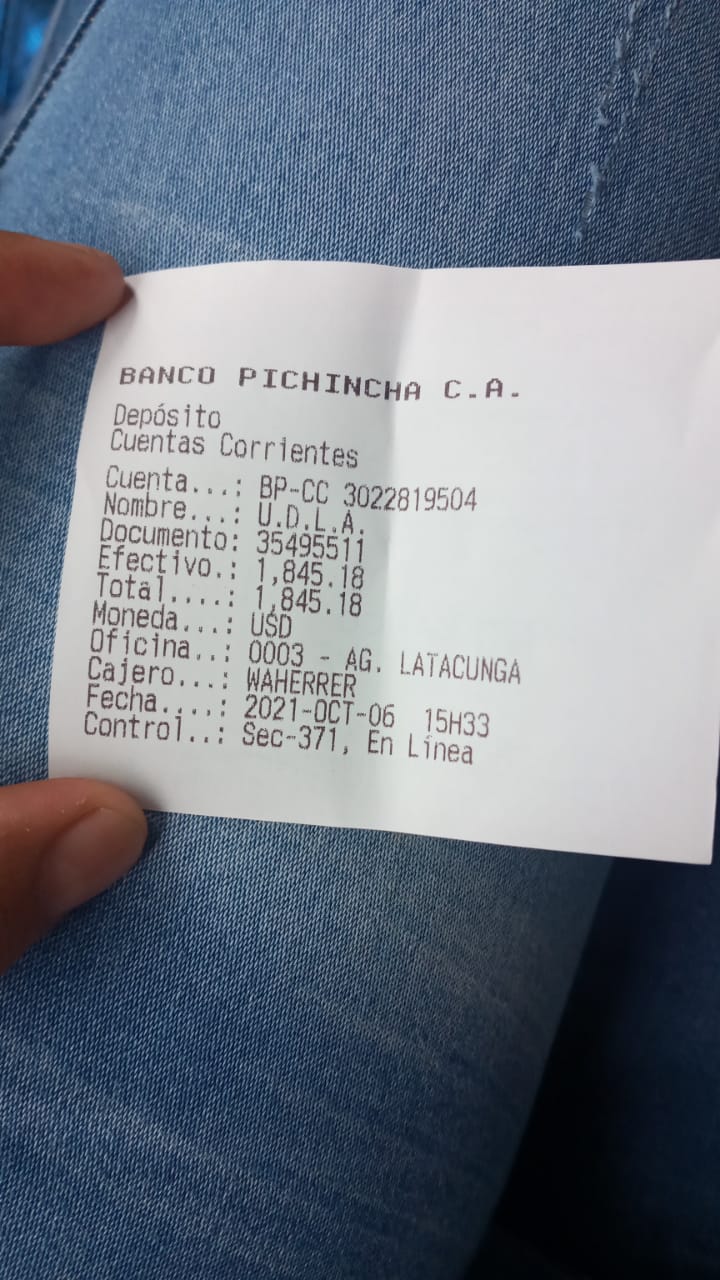 BANCO PICHINCHA C.A.
Depósito
Cuentas Corrientes
Cuenta...: BP-CC 3022819504
Nombre...: U.D.L.A.
Documento: 35495511
Efectivo.: 1,845.18
Total....: 1,845.18
Moneda...: USD
Oficina..: 0003 - AG. LATACUNGA
Cajero...: WAHERRER
Fecha....: 2021-OCT-06 15H33
Control..: Sec-371, En Línea